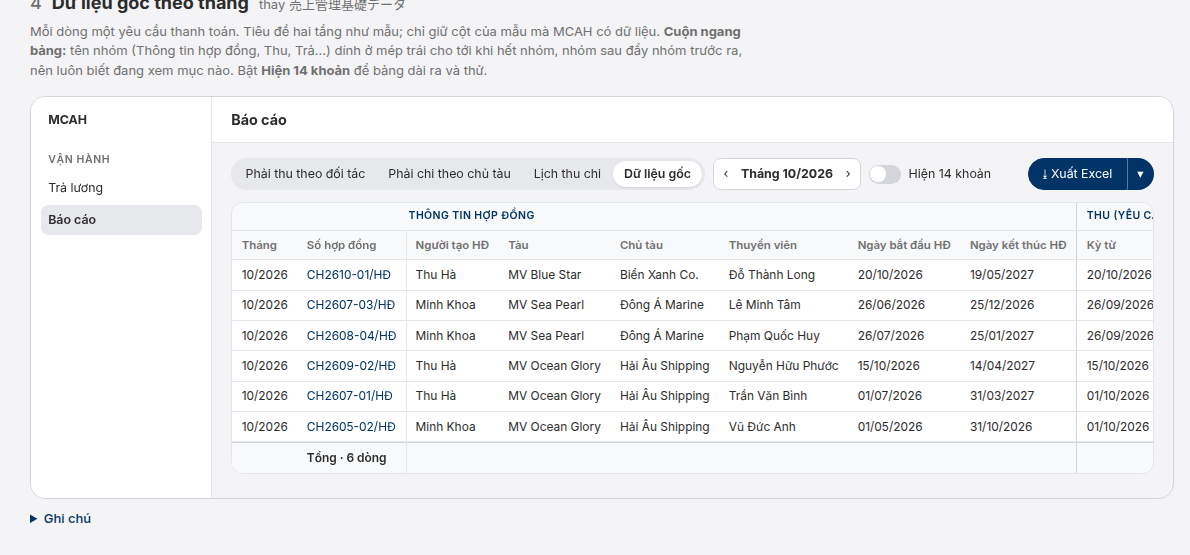 4 Dữ liệu gốc theo tháng thay 売上管理基礎データ
Mỗi dòng một yêu cầu thanh toán. Tiêu đề hai tầng như mẫu; chỉ giữ cột của mẫu mà MCAH có dữ liệu. Cuộn ngang
bảng: tên nhóm (Thông tin hợp đồng, Thu, Trả...) dính ở mép trái cho tới khi hết nhóm, nhóm sau đẩy nhóm trước ra,
nên luôn biết đang xem mục nào. Bật Hiện 14 khoản để bảng dài ra và thử.
MCAH
Báo cáo
VẬN HÀNH
Trả lương
Báo cáo
Phải thu theo đối tác Phải chi theo chủ tàu Lịch thu chi Dữ liệu gốc ‹ Tháng 10/2026 › Hiện 14 khoản ⤓ Xuất Excel ▼
THÔNG TIN HỢP ĐỒNG THU (YÊU C
Tháng Số hợp đồng Người tạo HĐ Tàu Chủ tàu Thuyền viên Ngày bắt đầu HĐ Ngày kết thúc HĐ Kỳ từ
10/2026 CH2610-01/HĐ Thu Hà MV Blue Star Biển Xanh Co. Đỗ Thành Long 20/10/2026 19/05/2027 20/10/2026
10/2026 CH2607-03/HĐ Minh Khoa MV Sea Pearl Đông Á Marine Lê Minh Tâm 26/06/2026 25/12/2026 26/09/2026
10/2026 CH2608-04/HĐ Minh Khoa MV Sea Pearl Đông Á Marine Phạm Quốc Huy 26/07/2026 25/01/2027 26/09/2026
10/2026 CH2609-02/HĐ Thu Hà MV Ocean Glory Hải Âu Shipping Nguyễn Hữu Phước 15/10/2026 14/04/2027 15/10/2026
10/2026 CH2607-01/HĐ Thu Hà MV Ocean Glory Hải Âu Shipping Trần Văn Bình 01/07/2026 31/03/2027 01/10/2026
10/2026 CH2605-02/HĐ Minh Khoa MV Ocean Glory Hải Âu Shipping Vũ Đức Anh 01/05/2026 31/10/2026 01/10/2026
Tổng · 6 dòng
▶ Ghi chú